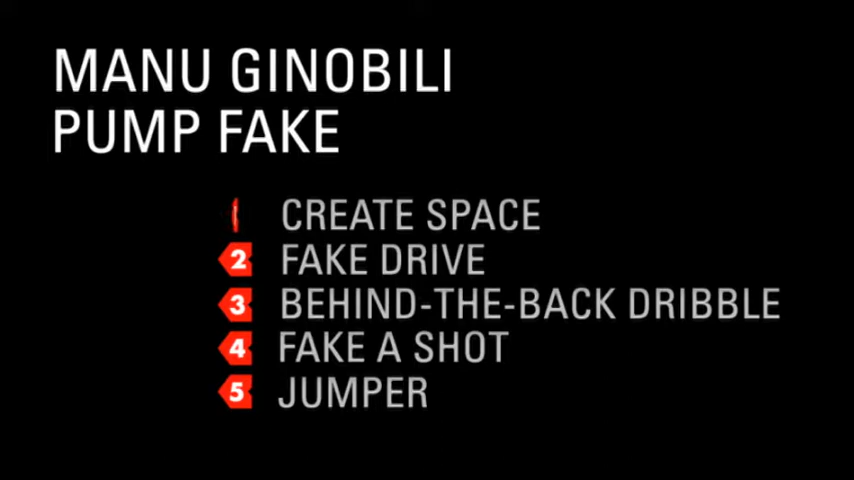 MANU GINOBILI
PUMP FAKE
CREATE SPACE
2 FAKE DRIVE
3 BEHIND-THE-BACK DRIBBLE
4 FAKE A SHOT
5 JUMPER